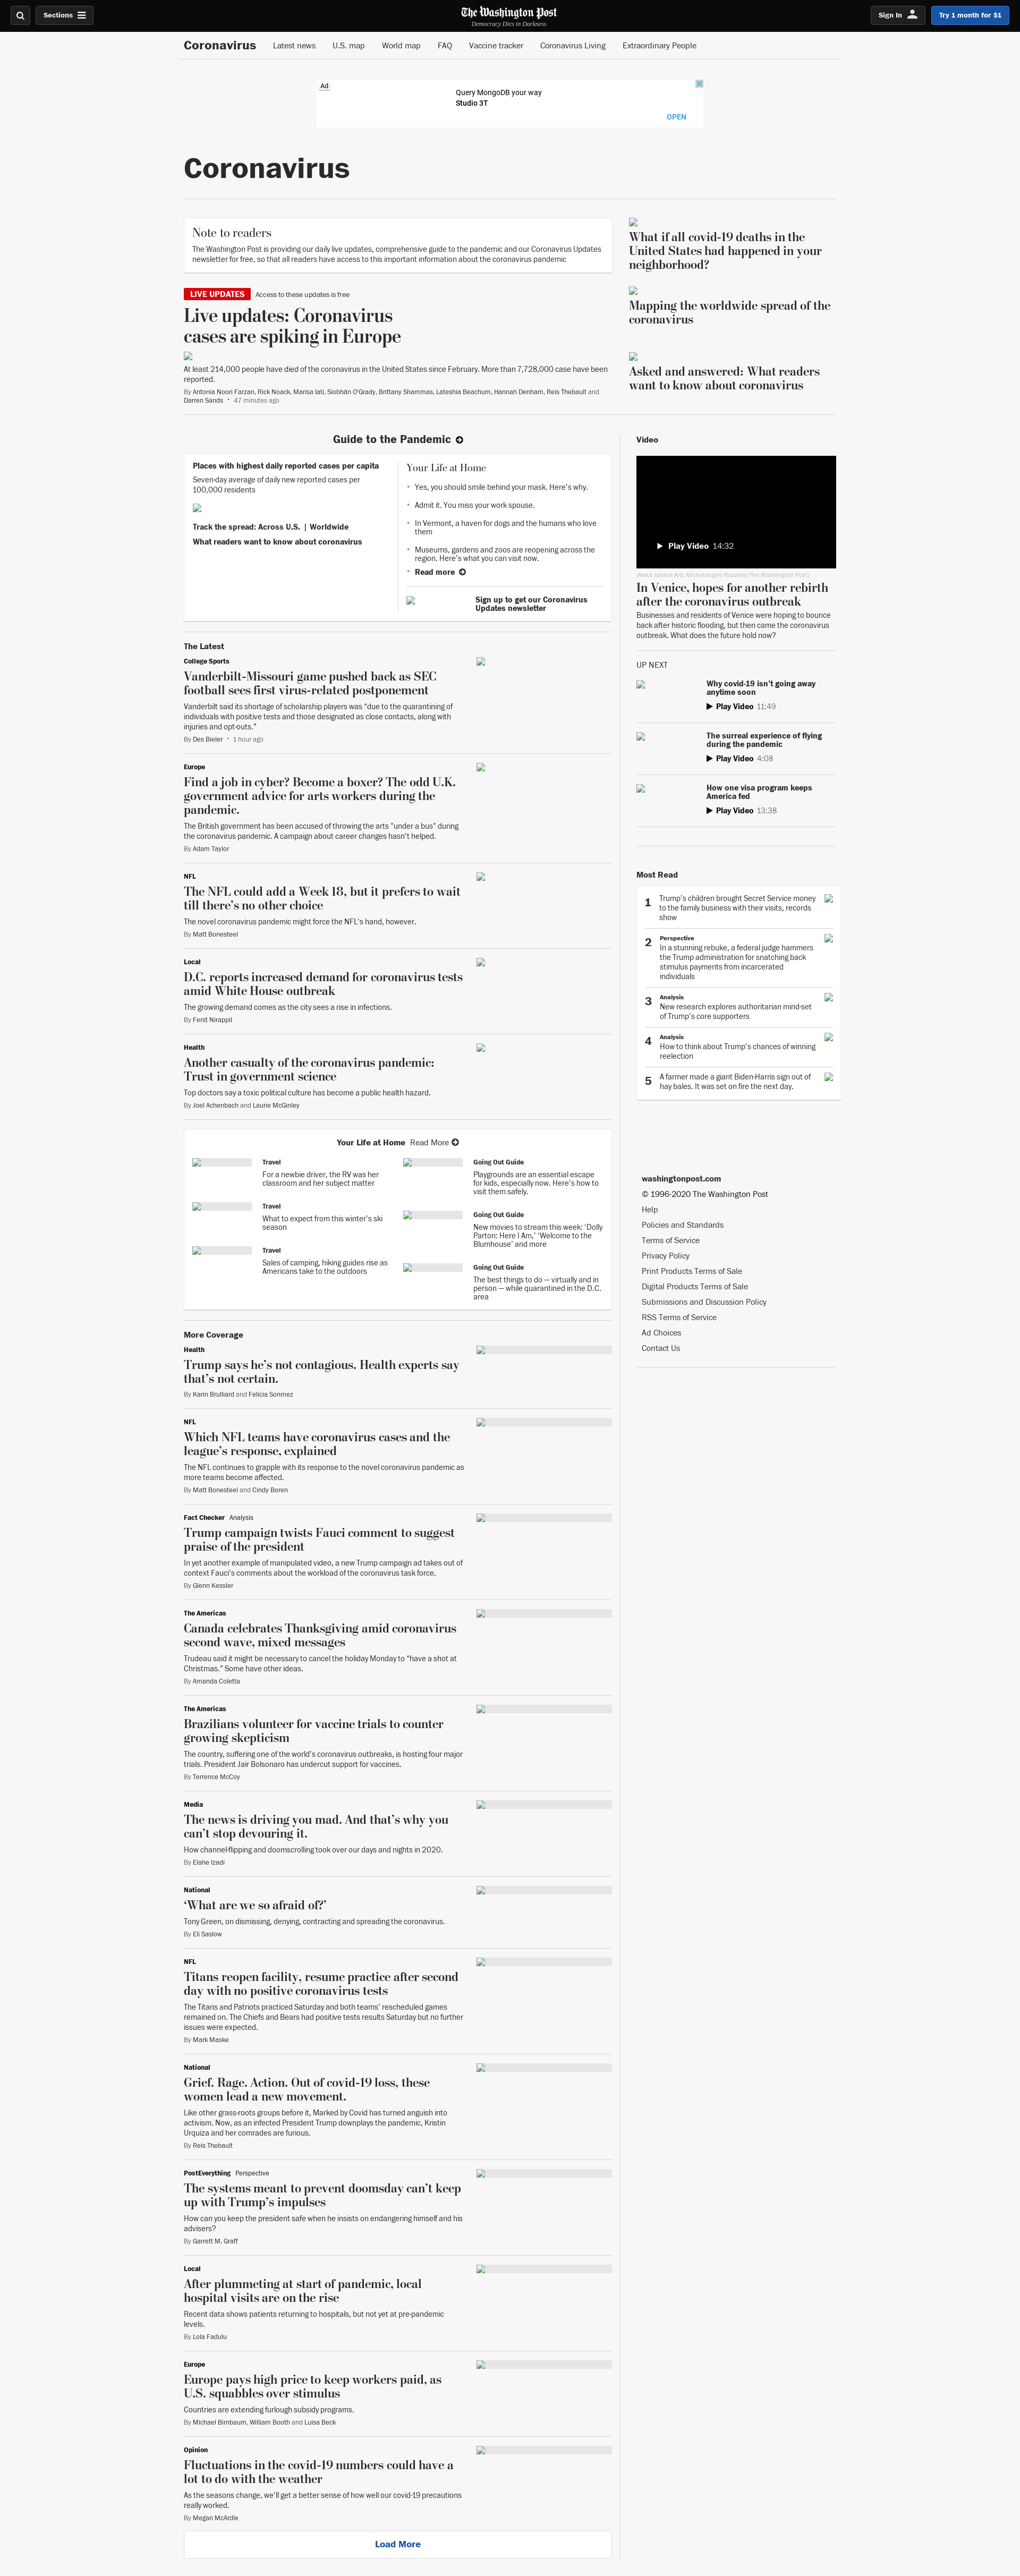 Sections
The Washington Post
Democracy Dies in Darkness
Sign In
Try 1 month for $1
Coronavirus
Latest news
U.S. map
World map
FAQ
Vaccine tracker
Coronavirus Living
Extraordinary People
Ad
Query MongoDB your way
Studio 3T
OPEN
Coronavirus
Note to readers
The Washington Post is providing our daily live updates, comprehensive guide to the pandemic and our Coronavirus Updates
newsletter for free, so that all readers have access to this important information about the coronavirus pandemic
LIVE UPDATES Access to these updates is free
Live updates: Coronavirus
cases are spiking in Europe
At least 214,000 people have died of the coronavirus in the United States since February. More than 7,728,000 case have been
reported.
By Antonia Noori Farzan, Rick Noack, Marisa Iati, Siobhán O'Grady, Brittany Shammas, Lateshia Beachum, Hannah Denham, Reis Thebault and
Darren Sands • 47 minutes ago
What if all covid-19 deaths in the
United States had happened in your
neighborhood?
Mapping the worldwide spread of the
coronavirus
Asked and answered: What readers
want to know about coronavirus
Guide to the Pandemic
Places with highest daily reported cases per capita
Seven-day average of daily new reported cases per
100,000 residents
Track the spread: Across U.S. | Worldwide
What readers want to know about coronavirus
Your Life at Home
Yes, you should smile behind your mask. Here's why.
Admit it. You miss your work spouse.
In Vermont, a haven for dogs and the humans who love
them
Museums, gardens and zoos are reopening across the
region. Here's what you can visit now.
Read more
Sign up to get our Coronavirus
Updates newsletter
The Latest
College Sports
Vanderbilt-Missouri game pushed back as SEC
football sees first virus-related postponement
Vanderbilt said its shortage of scholarship players was "due to the quarantining of
individuals with positive tests and those designated as close contacts, along with
injuries and opt-outs."
By Des Bieler • 1 hour ago
Europe
Find a job in cyber? Become a boxer? The odd U.K.
government advice for arts workers during the
pandemic.
The British government has been accused of throwing the arts "under a bus" during
the coronavirus pandemic. A campaign about career changes hasn't helped.
By Adam Taylor
NFL
The NFL could add a Week 18, but it prefers to wait
till there's no other choice
The novel coronavirus pandemic might force the NFL's hand, however.
By Matt Bonesteel
Local
D.C. reports increased demand for coronavirus tests
amid White House outbreak
The growing demand comes as the city sees a rise in infections.
By Fenit Nirappil
Health
Another casualty of the coronavirus pandemic:
Trust in government science
Top doctors say a toxic political culture has become a public health hazard.
By Joel Achenbach and Laurie McGinley
Your Life at Home Read More
Travel
For a newbie driver, the RV was her
classroom and her subject matter
Travel
What to expect from this winter's ski
season
Travel
Sales of camping, hiking guides rise as
Americans take to the outdoors
Going Out Guide
Playgrounds are an essential escape
for kids, especially now. Here's how to
visit them safely.
Going Out Guide
New movies to stream this week: 'Dolly
Parton: Here I Am,' 'Welcome to the
Blumhouse' and more
Going Out Guide
The best things to do — virtually and in
person — while quarantined in the D.C.
area
More Coverage
Health
Trump says he's not contagious. Health experts say
that's not certain.
By Karin Brulliard and Felicia Sonmez
NFL
Which NFL teams have coronavirus cases and the
league's response, explained
The NFL continues to grapple with its response to the novel coronavirus pandemic as
more teams become affected.
By Matt Bonesteel and Cindy Boren
Fact Checker Analysis
Trump campaign twists Fauci comment to suggest
praise of the president
In yet another example of manipulated video, a new Trump campaign ad takes out of
context Fauci's comments about the workload of the coronavirus task force.
By Glenn Kessler
The Americas
Canada celebrates Thanksgiving amid coronavirus
second wave, mixed messages
Trudeau said it might be necessary to cancel the holiday Monday to "have a shot at
Christmas." Some have other ideas.
By Amanda Coletta
The Americas
Brazilians volunteer for vaccine trials to counter
growing skepticism
The country, suffering one of the world's coronavirus outbreaks, is hosting four major
trials. President Jair Bolsonaro has undercut support for vaccines.
By Terrence McCoy
Media
The news is driving you mad. And that's why you
can't stop devouring it.
How channel-flipping and doomscrolling took over our days and nights in 2020.
By Elahe Izadi
National
'What are we so afraid of?'
Tony Green, on dismissing, denying, contracting and spreading the coronavirus.
By Eli Saslow
NFL
Titans reopen facility, resume practice after second
day with no positive coronavirus tests
The Titans and Patriots practiced Saturday and both teams' rescheduled games
remained on. The Chiefs and Bears had positive tests results Saturday but no further
issues were expected.
By Mark Maske
National
Grief. Rage. Action. Out of covid-19 loss, these
women lead a new movement.
Like other grass-roots groups before it, Marked by Covid has turned anguish into
activism. Now, as an infected President Trump downplays the pandemic, Kristin
Urquiza and her comrades are furious.
By Reis Thebault
PostEverything Perspective
The systems meant to prevent doomsday can't keep
up with Trump's impulses
How can you keep the president safe when he insists on endangering himself and his
advisers?
By Garrett M. Graff
Local
After plummeting at start of pandemic, local
hospital visits are on the rise
Recent data shows patients returning to hospitals, but not yet at pre-pandemic
levels.
By Lola Fadulu
Europe
Europe pays high price to keep workers paid, as
U.S. squabbles over stimulus
Countries are extending furlough subsidy programs.
By Michael Birnbaum, William Booth and Luisa Beck
Opinion
Fluctuations in the covid-19 numbers could have a
lot to do with the weather
As the seasons change, we'll get a better sense of how well our covid-19 precautions
really worked.
By Megan McArdle
Load More
Video
Play Video 14:32
(Alexa Juliana Ard, Michelangelo Ruzzene/The Washington Post)
In Venice, hopes for another rebirth
after the coronavirus outbreak
Businesses and residents of Venice were hoping to bounce
back after historic flooding, but then came the coronavirus
outbreak. What does the future hold now?
UP NEXT
Why covid-19 isn't going away
anytime soon
Play Video 11:49
The surreal experience of flying
during the pandemic
Play Video 4:08
How one visa program keeps
America fed
Play Video 13:38
Most Read
1 Trump's children brought Secret Service money
to the family business with their visits, records
show
2 Perspective
In a stunning rebuke, a federal judge hammers
the Trump administration for snatching back
stimulus payments from incarcerated
individuals
3 Analysis
New research explores authoritarian mind-set
of Trump's core supporters
4 Analysis
How to think about Trump's chances of winning
reelection
5 A farmer made a giant Biden-Harris sign out of
hay bales. It was set on fire the next day.
washingtonpost.com
© 1996-2020 The Washington Post
Help
Policies and Standards
Terms of Service
Privacy Policy
Print Products Terms of Sale
Digital Products Terms of Sale
Submissions and Discussion Policy
RSS Terms of Service
Ad Choices
Contact Us